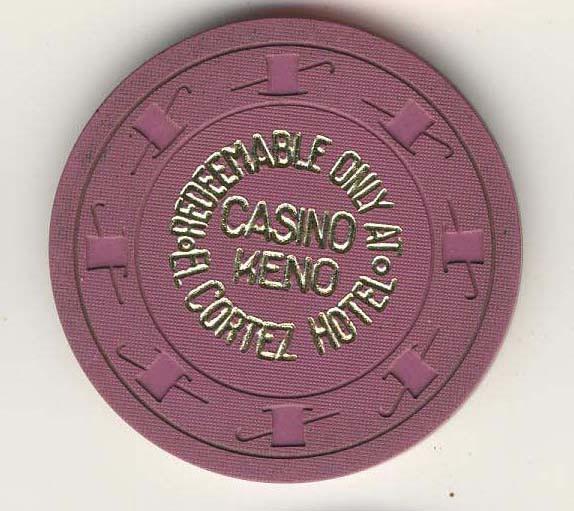 REDEEMABLE ONLY AT
CASINO
KENO
EL CORTEZ HOTEL